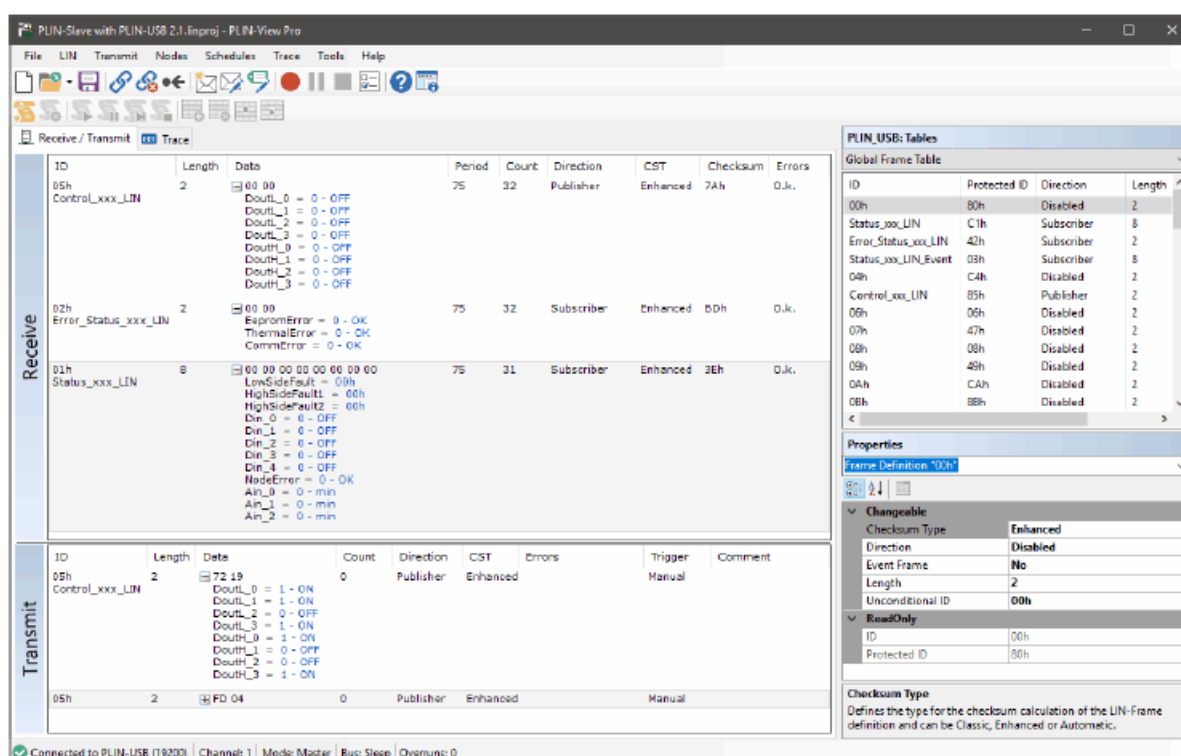 PLIN-Slave with PLIN-USB 2.1.linproj - PLIN-View Pro
File LIN Transmit Nodes Schedules Trace Tools Help
Receive / Transmit Trace
Receive
ID Length Data Period Count Direction CST Checksum Errors
05h 2 00 00 75 32 Publisher Enhanced 7Ah O.k.
Control_xxx_LIN DoutL_0 = 0 - OFF
DoutL_1 = 0 - OFF
DoutL_2 = 0 - OFF
DoutL_3 = 0 - OFF
DoutH_0 = 0 - OFF
DoutH_1 = 0 - OFF
DoutH_2 = 0 - OFF
DoutH_3 = 0 - OFF
02h 2 00 00 75 32 Subscriber Enhanced BDh O.k.
Error_Status_xxx_LIN EepromError = 0 - OK
ThermalError = 0 - OK
CommError = 0 - OK
01h 8 00 00 00 00 00 00 00 00 75 31 Subscriber Enhanced 3Eh O.k.
Status_xxx_LIN LowSideFault = 00h
HighSideFault1 = 00h
HighSideFault2 = 00h
Din_0 = 0 - OFF
Din_1 = 0 - OFF
Din_2 = 0 - OFF
Din_3 = 0 - OFF
Din_4 = 0 - OFF
NodeError = 0 - OK
Ain_0 = 0 - min
Ain_1 = 0 - min
Ain_2 = 0 - min
Transmit
ID Length Data Count Direction CST Errors Trigger Comment
05h 2 72 19 0 Publisher Enhanced Manual
Control_xxx_LIN DoutL_0 = 1 - ON
DoutL_1 = 1 - ON
DoutL_2 = 0 - OFF
DoutL_3 = 1 - ON
DoutH_0 = 1 - ON
DoutH_1 = 0 - OFF
DoutH_2 = 0 - OFF
DoutH_3 = 1 - ON
05h 2 FD 04 0 Publisher Enhanced Manual
PLIN_USB: Tables
Global Frame Table
ID Protected ID Direction Length
00h 80h Disabled 2
Status_xxx_LIN C1h Subscriber 8
Error_Status_xxx_LIN 42h Subscriber 2
Status_xxx_LIN_Event 03h Subscriber 8
04h C4h Disabled 2
Control_xxx_LIN 85h Publisher 2
06h 06h Disabled 2
07h 47h Disabled 2
08h 08h Disabled 2
09h 49h Disabled 2
0Ah CAh Disabled 2
0Bh 8Bh Disabled 2
Properties
Frame Definition "00h"
Changeable
Checksum Type Enhanced
Direction Disabled
Event Frame No
Length 2
Unconditional ID 00h
ReadOnly
ID 00h
Protected ID 80h
Checksum Type
Defines the type for the checksum calculation of the LIN-Frame
definition and can be Classic, Enhanced or Automatic.
Connected to PLIN-USB (19200) Channel: 1 Mode: Master Bus: Sleep Overruns: 0